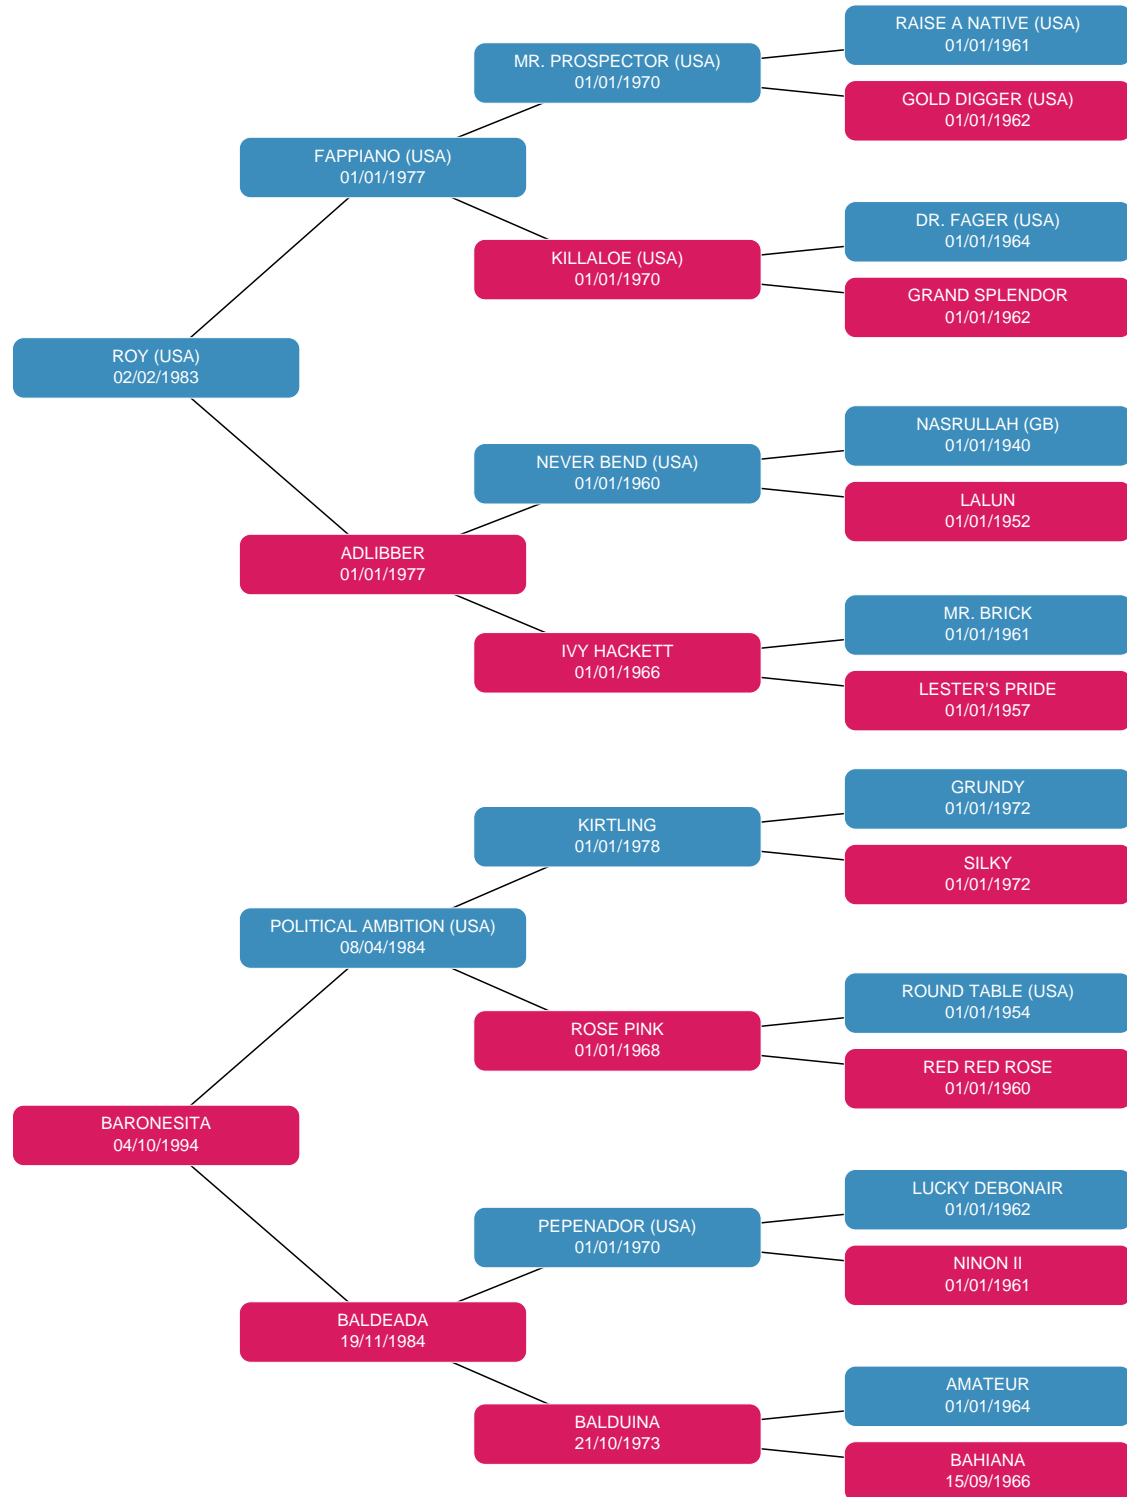 RAISE A NATIVE (USA)
01/01/1961
MR. PROSPECTOR (USA)
01/01/1970
GOLD DIGGER (USA)
01/01/1962
FAPPIANO (USA)
01/01/1977
DR. FAGER (USA)
01/01/1964
KILLALOE (USA)
01/01/1970
GRAND SPLENDOR
01/01/1962
ROY (USA)
02/02/1983
NASRULLAH (GB)
01/01/1940
NEVER BEND (USA)
01/01/1960
LALUN
01/01/1952
ADLIBBER
01/01/1977
MR. BRICK
01/01/1961
IVY HACKETT
01/01/1966
LESTER'S PRIDE
01/01/1957
GRUNDY
01/01/1972
KIRTLING
01/01/1978
SILKY
01/01/1972
POLITICAL AMBITION (USA)
08/04/1984
ROUND TABLE (USA)
01/01/1954
ROSE PINK
01/01/1968
RED RED ROSE
01/01/1960
BARONESITA
04/10/1994
LUCKY DEBONAIR
01/01/1962
PEPENADOR (USA)
01/01/1970
NINON II
01/01/1961
BALDEADA
19/11/1984
AMATEUR
01/01/1964
BALDUINA
21/10/1973
BAHIANA
15/09/1966